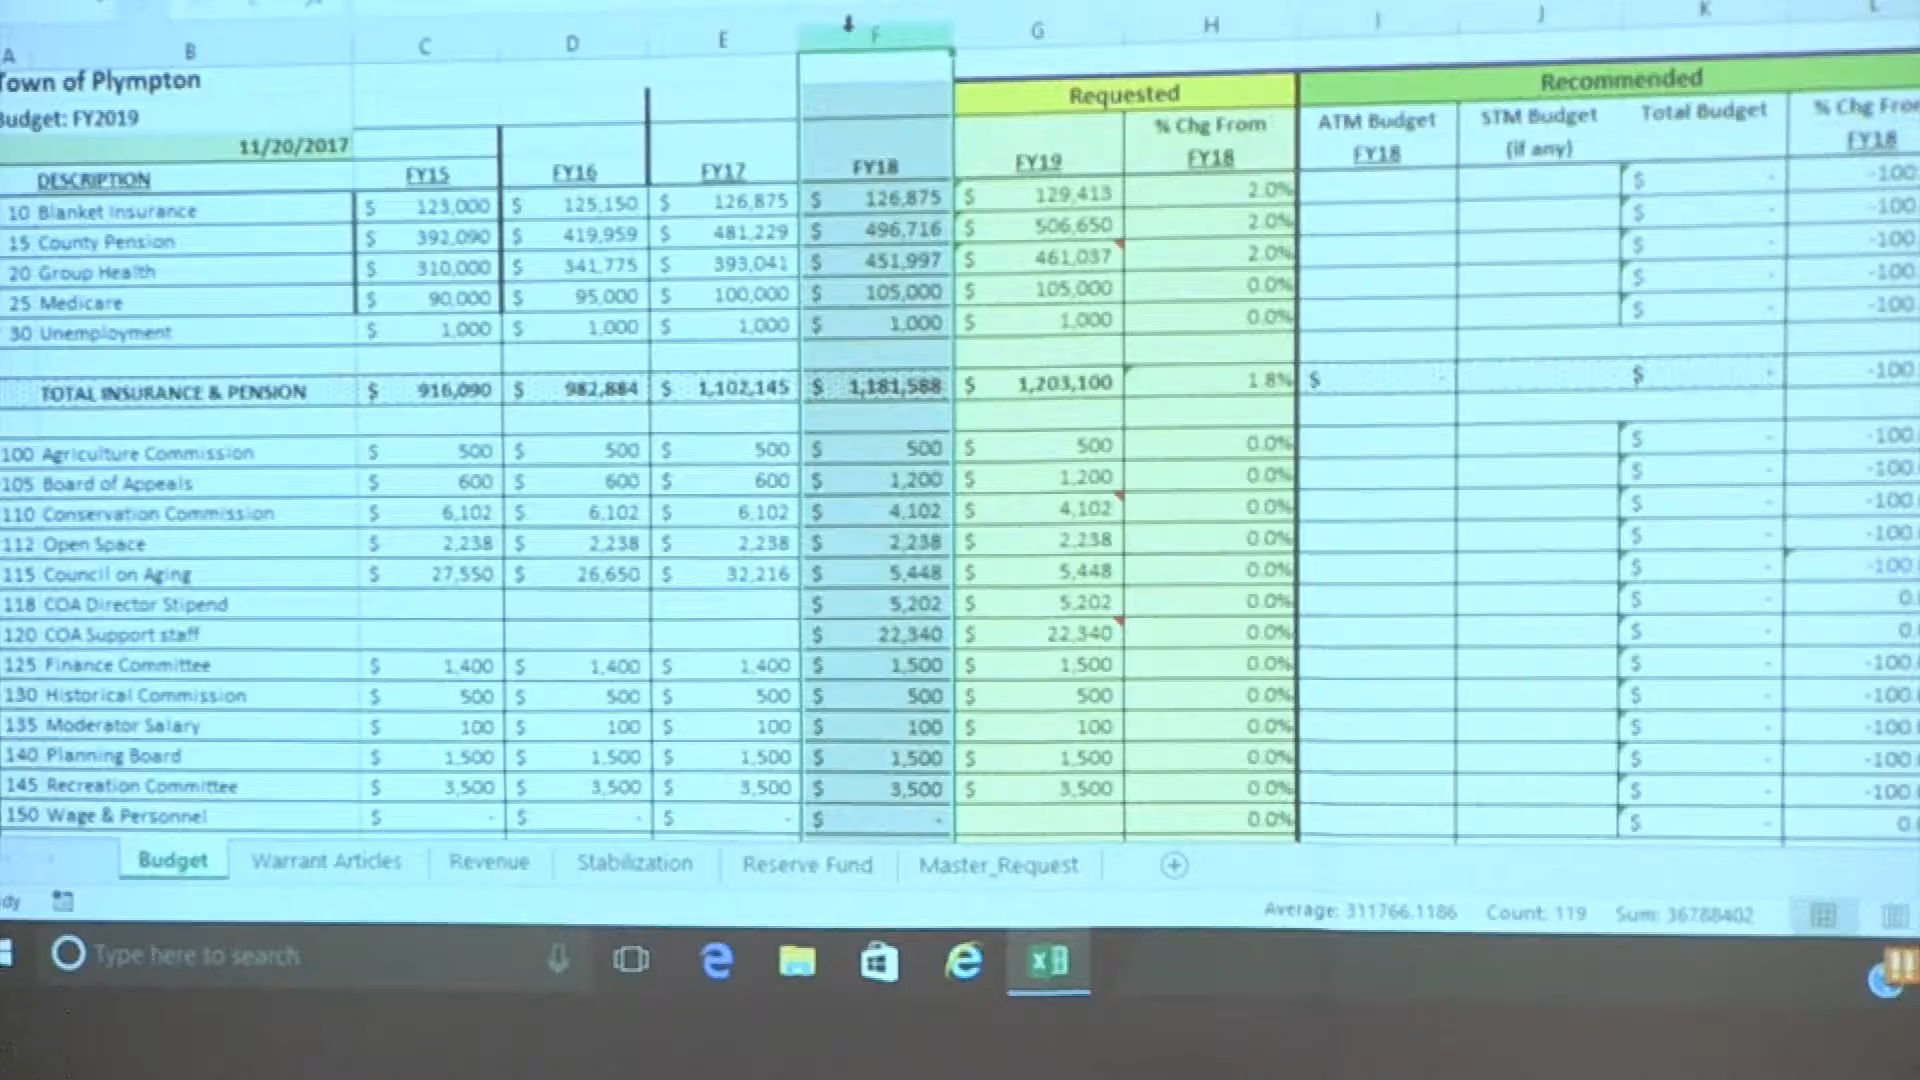 A B C D E F G H I J K L
Town of Plympton
Budget: FY2019
Requested Recommended
11/20/2017
% Chg From ATM Budget STM Budget Total Budget % Chg From
DESCRIPTION FY15 FY16 FY17 FY18 FY19 FY18 FY18 (if any) FY18
10 Blanket Insurance $ 123,000 $ 125,150 $ 126,875 $ 126,875 $ 129,413 2.0% $ - -100
15 County Pension $ 392,090 $ 419,959 $ 481,229 $ 496,716 $ 506,650 2.0% $ - -100
20 Group Health $ 310,000 $ 341,775 $ 393,041 $ 451,997 $ 461,037 2.0% $ - -100
25 Medicare $ 90,000 $ 95,000 $ 100,000 $ 105,000 $ 105,000 0.0% $ - -100
30 Unemployment $ 1,000 $ 1,000 $ 1,000 $ 1,000 $ 1,000 0.0% $ - -100
TOTAL INSURANCE & PENSION $ 916,090 $ 982,884 $ 1,102,145 $ 1,181,588 $ 1,203,100 1.8% $ - $ - -100
100 Agriculture Commission $ 500 $ 500 $ 500 $ 500 $ 500 0.0% $ - -100
105 Board of Appeals $ 600 $ 600 $ 600 $ 1,200 $ 1,200 0.0% $ - -100
110 Conservation Commission $ 6,102 $ 6,102 $ 6,102 $ 4,102 $ 4,102 0.0% $ - -100
112 Open Space $ 2,238 $ 2,238 $ 2,238 $ 2,238 $ 2,238 0.0% $ - -100
115 Council on Aging $ 27,550 $ 26,650 $ 32,216 $ 5,448 $ 5,448 0.0% $ - -100
118 COA Director Stipend $ 5,202 $ 5,202 0.0% $ - 0.
120 COA Support staff $ 22,340 $ 22,340 0.0% $ - 0.
125 Finance Committee $ 1,400 $ 1,400 $ 1,400 $ 1,500 $ 1,500 0.0% $ - -100.
130 Historical Commission $ 500 $ 500 $ 500 $ 500 $ 500 0.0% $ - -100.
135 Moderator Salary $ 100 $ 100 $ 100 $ 100 $ 100 0.0% $ - -100.
140 Planning Board $ 1,500 $ 1,500 $ 1,500 $ 1,500 $ 1,500 0.0% $ - -100.
145 Recreation Committee $ 3,500 $ 3,500 $ 3,500 $ 3,500 $ 3,500 0.0% $ - -100.
150 Wage & Personnel $ - $ - $ - $ - 0.0% $ - 0.
Budget Warrant Articles Revenue Stabilization Reserve Fund Master_Request
dy Average: 311766.1186 Count: 119 Sum: 36788402
Type here to search